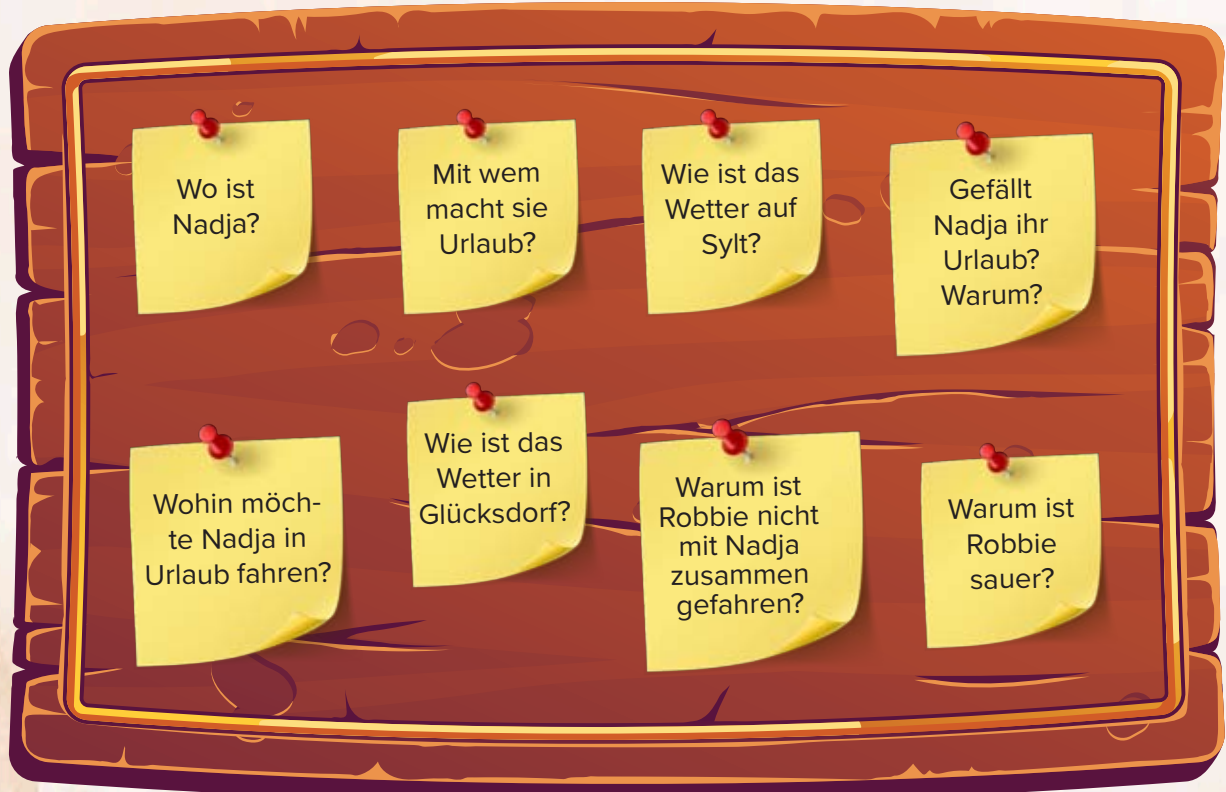 Wo ist
Nadja?
Mit wem
macht sie
Urlaub?
Wie ist das
Wetter auf
Sylt?
Gefällt
Nadja ihr
Urlaub?
Warum?
Wohin möch-
te Nadja in
Urlaub fahren?
Wie ist das
Wetter in
Glücksdorf?
Warum ist
Robbie nicht
mit Nadja
zusammen
gefahren?
Warum ist
Robbie
sauer?